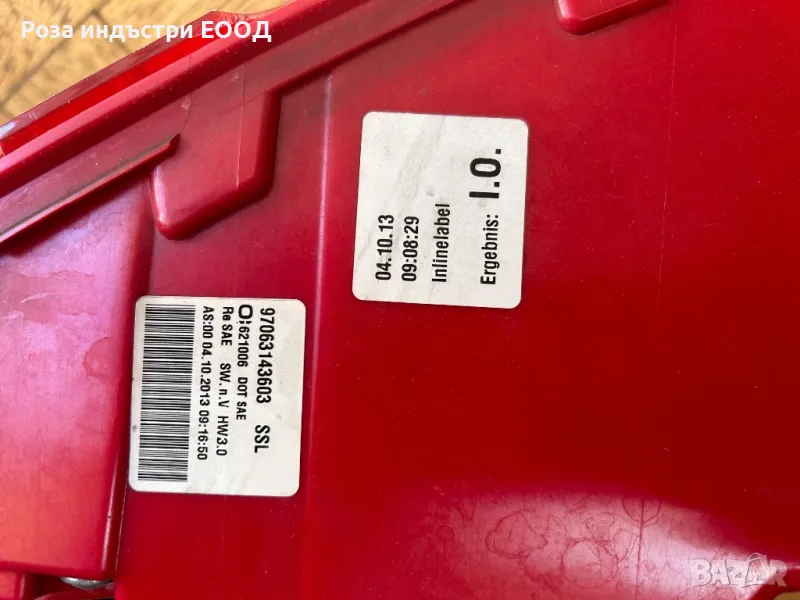 Роза индъстри ЕООД
04.10.13
09:08:29
Inlinelabel
Ergebnis: I.O.
97063143603 SSL
621006 DOT SAE
Re SAE SW.n.V HW3.0
AS:00 04.10.2013 09:16:50
BAZAR